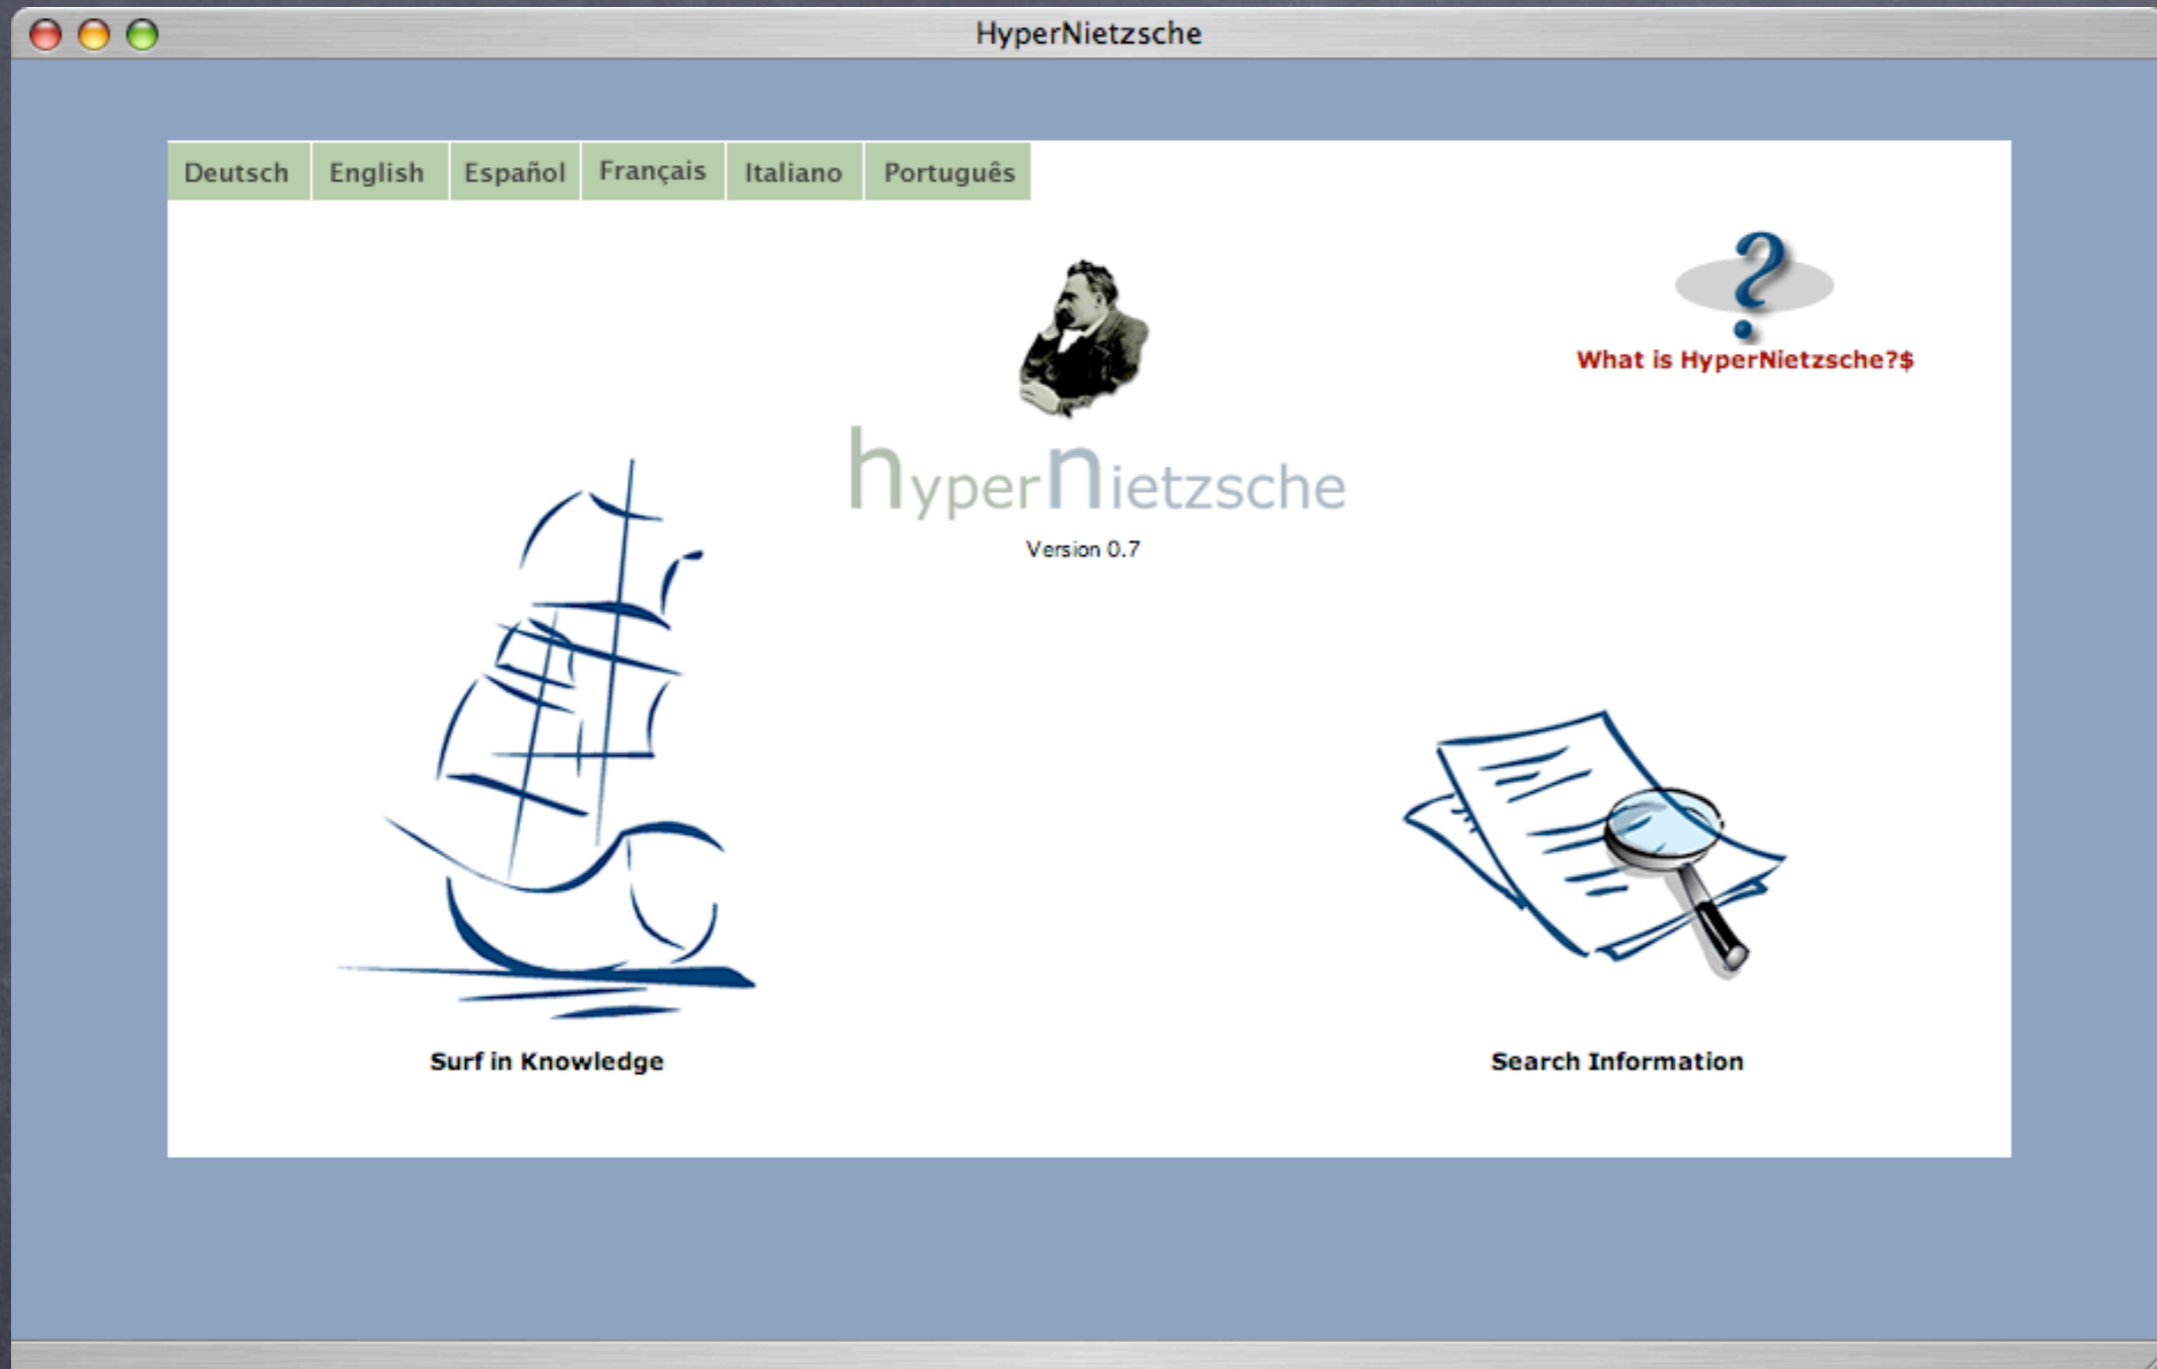 HyperNietzsche
Deutsch English Español Français Italiano Português
What is HyperNietzsche?$
hyperNietzsche
Version 0.7
Surf in Knowledge
Search Information